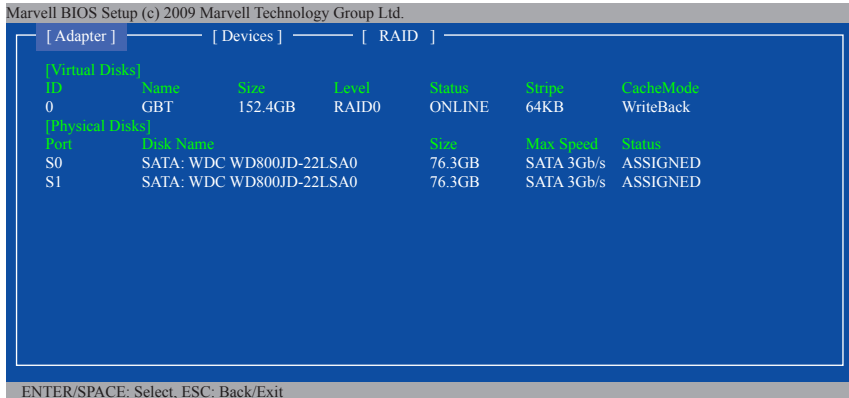 Marvell BIOS Setup (c) 2009 Marvell Technology Group Ltd.
[ Adapter ] [ Devices ] [ RAID ]
[Virtual Disks]
ID Name Size Level Status Stripe CacheMode
0 GBT 152.4GB RAID0 ONLINE 64KB WriteBack
[Physical Disks]
Port Disk Name Size Max Speed Status
S0 SATA: WDC WD800JD-22LSA0 76.3GB SATA 3Gb/s ASSIGNED
S1 SATA: WDC WD800JD-22LSA0 76.3GB SATA 3Gb/s ASSIGNED
ENTER/SPACE: Select, ESC: Back/Exit